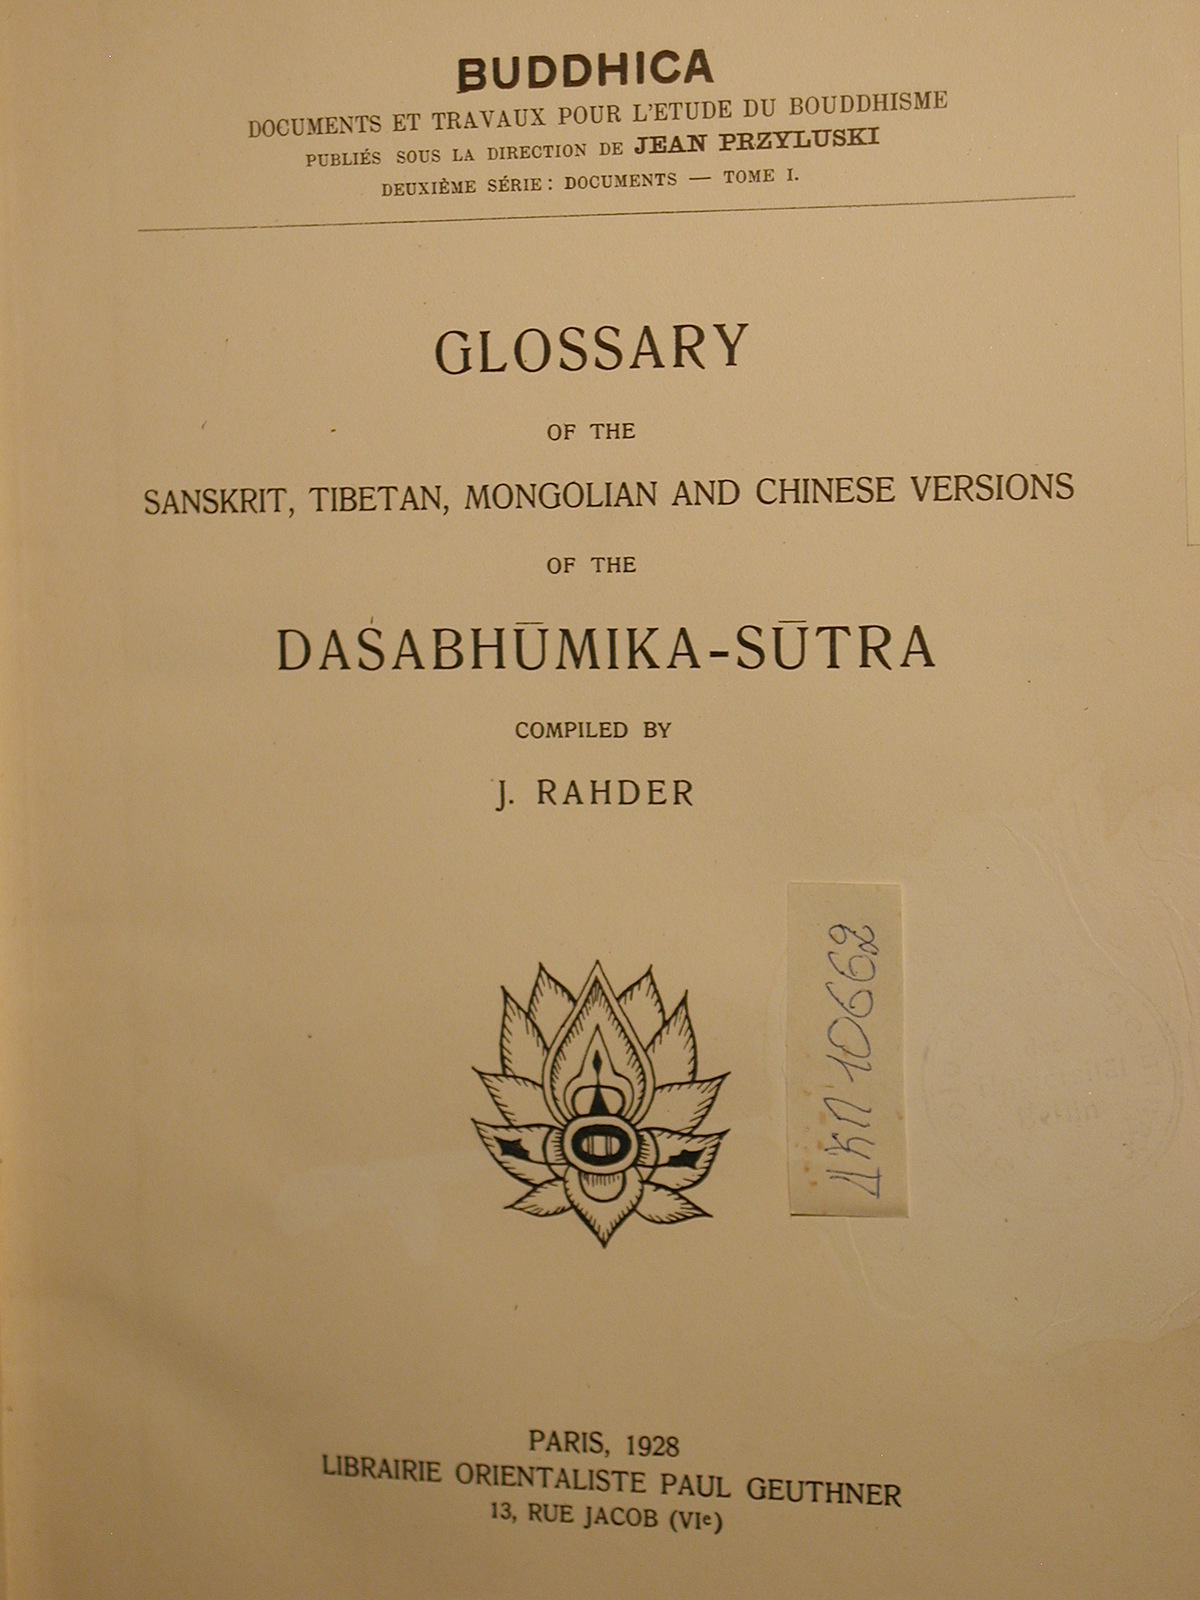 BUDDHICA
DOCUMENTS ET TRAVAUX POUR L'ETUDE DU BOUDDHISME
PUBLIÉS SOUS LA DIRECTION DE JEAN PRZYLUSKI
DEUXIÈME SÉRIE : DOCUMENTS — TOME I.
GLOSSARY
OF THE
SANSKRIT, TIBETAN, MONGOLIAN AND CHINESE VERSIONS
OF THE
DAŚABHŪMIKA-SŪTRA
COMPILED BY
J. RAHDER
10662
PARIS, 1928
LIBRAIRIE ORIENTALISTE PAUL GEUTHNER
13, RUE JACOB (VIe)